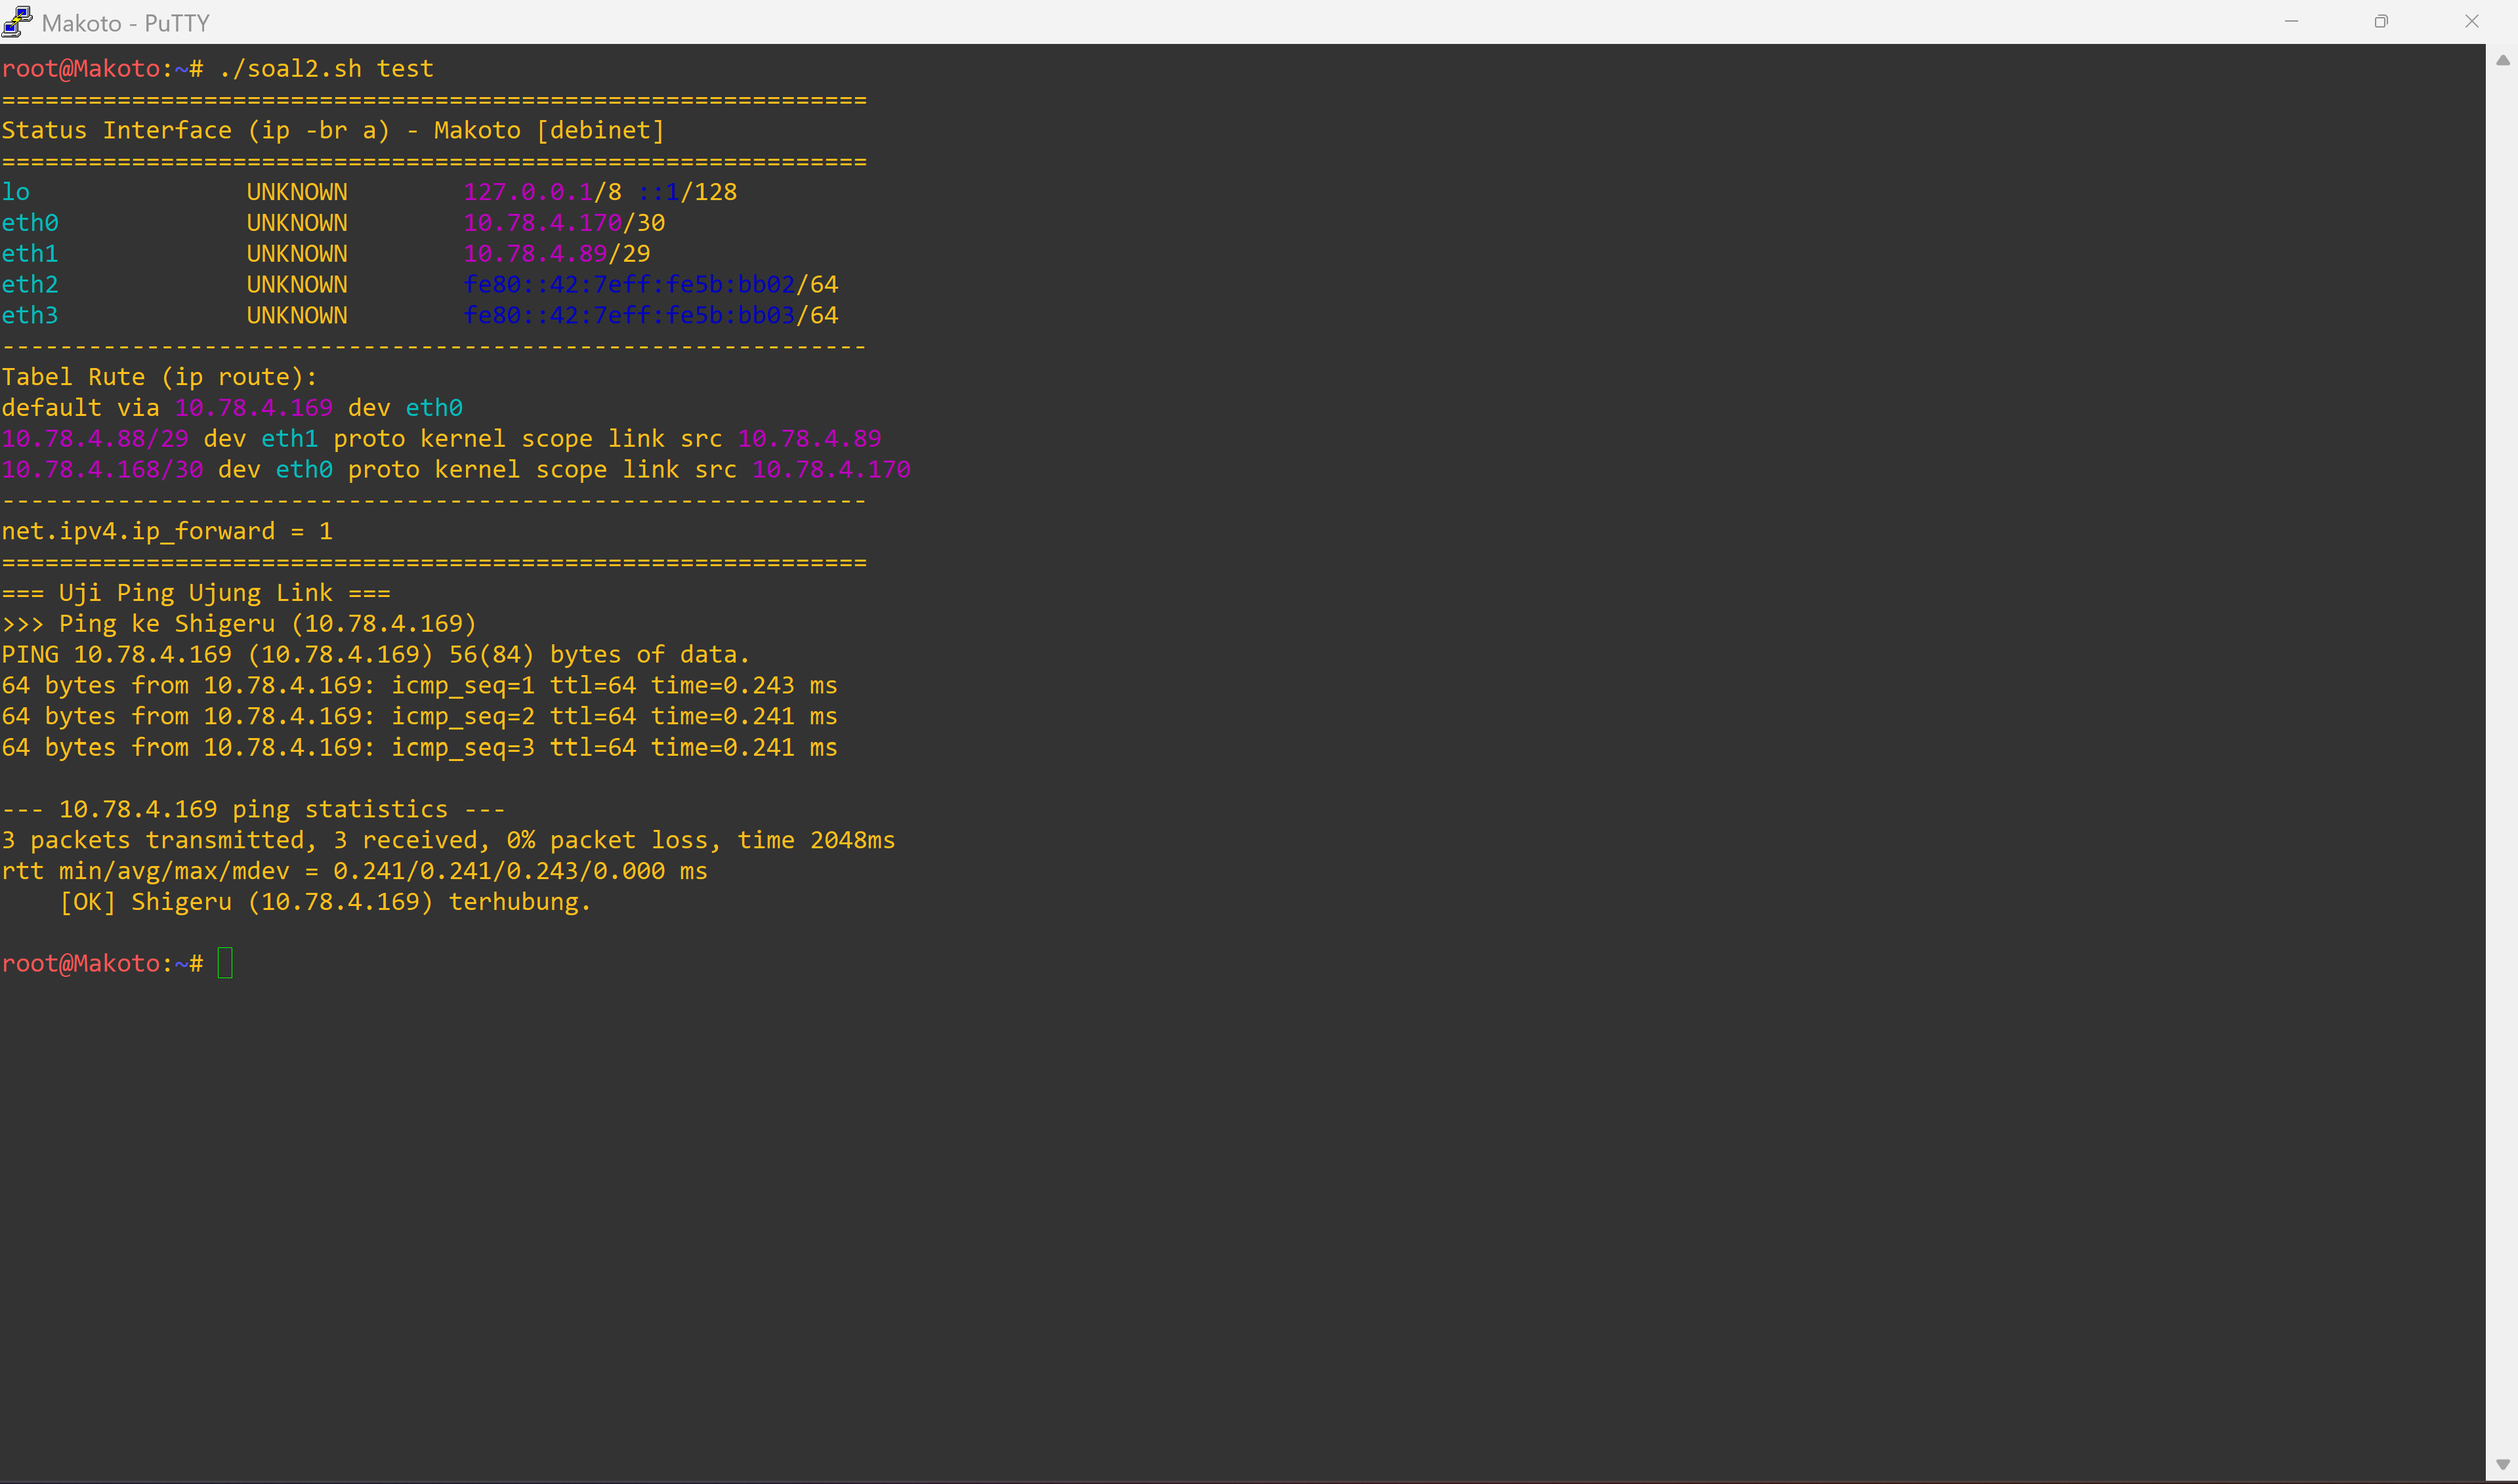 Makoto - PuTTY
root@Makoto:~# ./soal2.sh test
============================================================
Status Interface (ip -br a) - Makoto [debinet]
============================================================
lo               UNKNOWN        127.0.0.1/8 ::1/128
eth0             UNKNOWN        10.78.4.170/30
eth1             UNKNOWN        10.78.4.89/29
eth2             UNKNOWN        fe80::42:7eff:fe5b:bb02/64
eth3             UNKNOWN        fe80::42:7eff:fe5b:bb03/64
------------------------------------------------------------
Tabel Rute (ip route):
default via 10.78.4.169 dev eth0
10.78.4.88/29 dev eth1 proto kernel scope link src 10.78.4.89
10.78.4.168/30 dev eth0 proto kernel scope link src 10.78.4.170
------------------------------------------------------------
net.ipv4.ip_forward = 1
============================================================
=== Uji Ping Ujung Link ===
>>> Ping ke Shigeru (10.78.4.169)
PING 10.78.4.169 (10.78.4.169) 56(84) bytes of data.
64 bytes from 10.78.4.169: icmp_seq=1 ttl=64 time=0.243 ms
64 bytes from 10.78.4.169: icmp_seq=2 ttl=64 time=0.241 ms
64 bytes from 10.78.4.169: icmp_seq=3 ttl=64 time=0.241 ms

--- 10.78.4.169 ping statistics ---
3 packets transmitted, 3 received, 0% packet loss, time 2048ms
rtt min/avg/max/mdev = 0.241/0.241/0.243/0.000 ms
    [OK] Shigeru (10.78.4.169) terhubung.

root@Makoto:~#